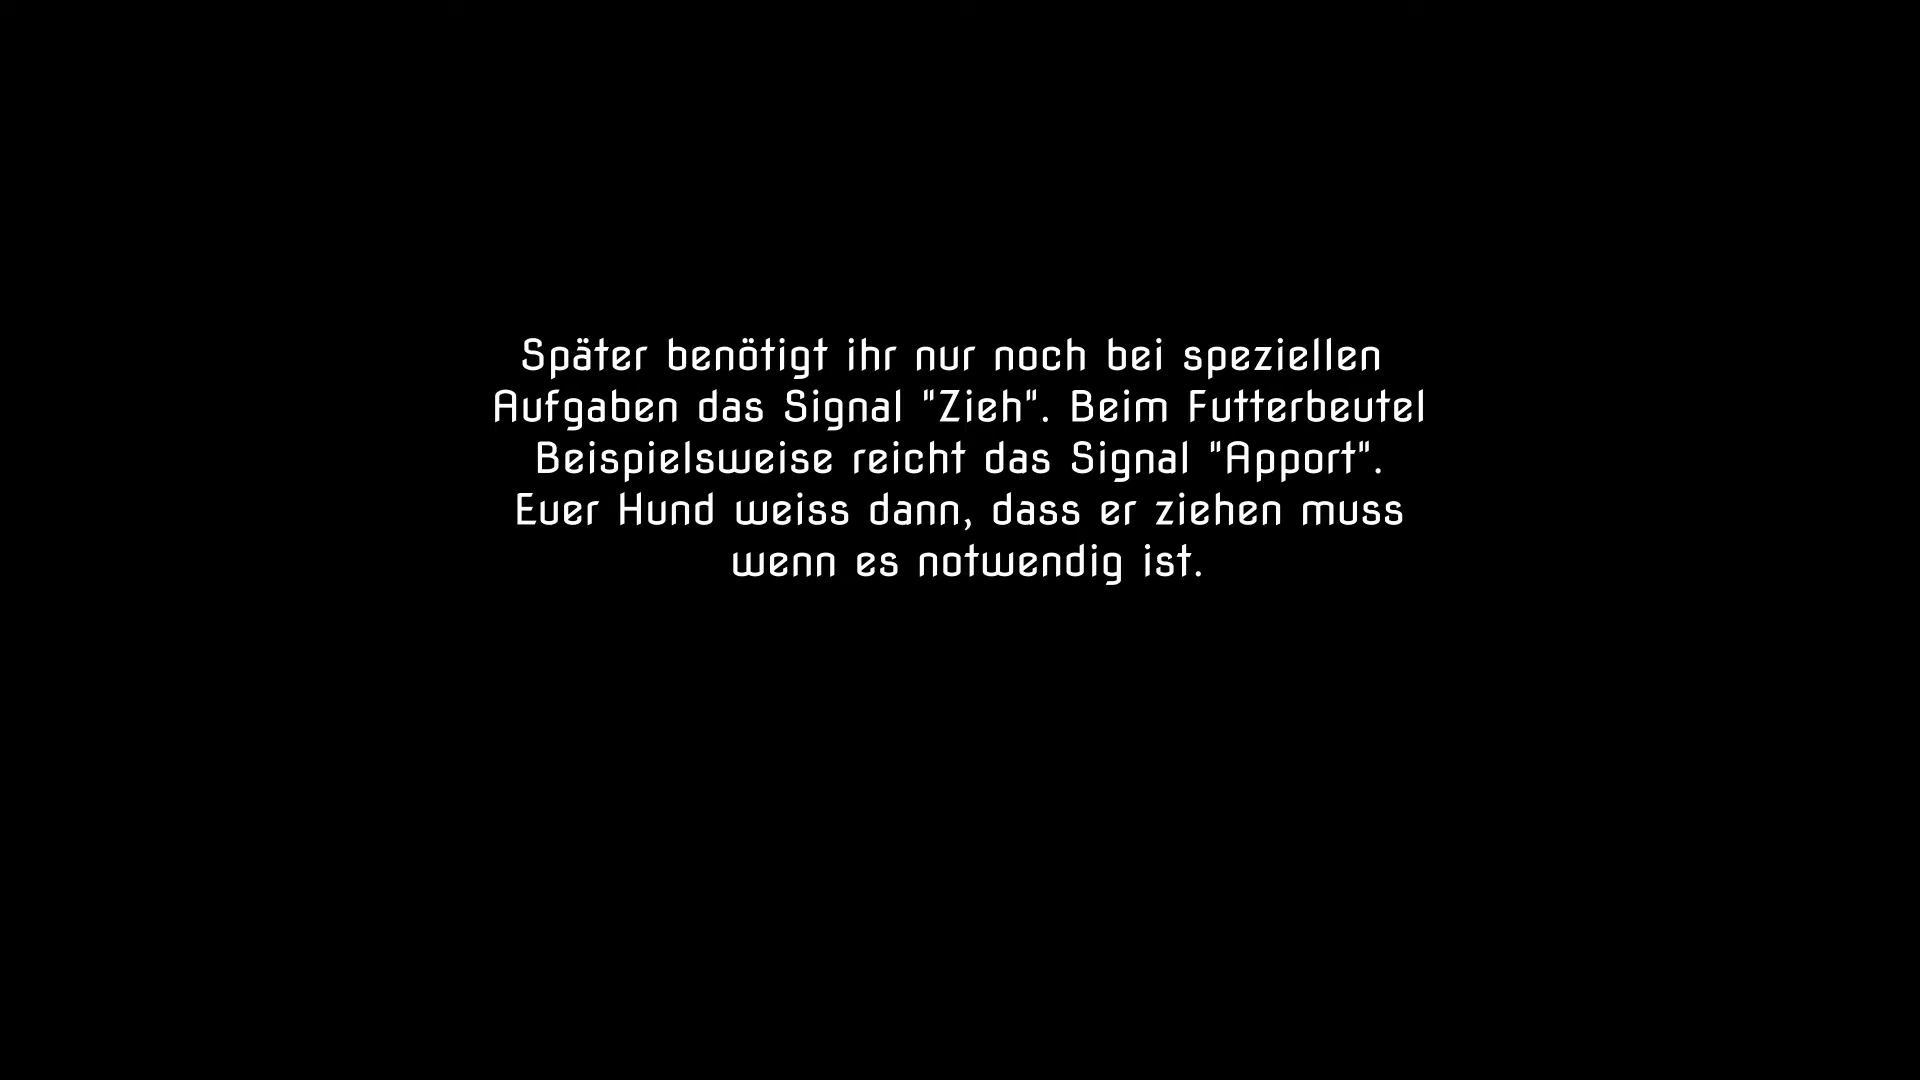 Später benötigt ihr nur noch bei speziellen
Aufgaben das Signal "Zieh". Beim Futterbeutel
Beispielsweise reicht das Signal "Apport".
Euer Hund weiss dann, dass er ziehen muss
wenn es notwendig ist.